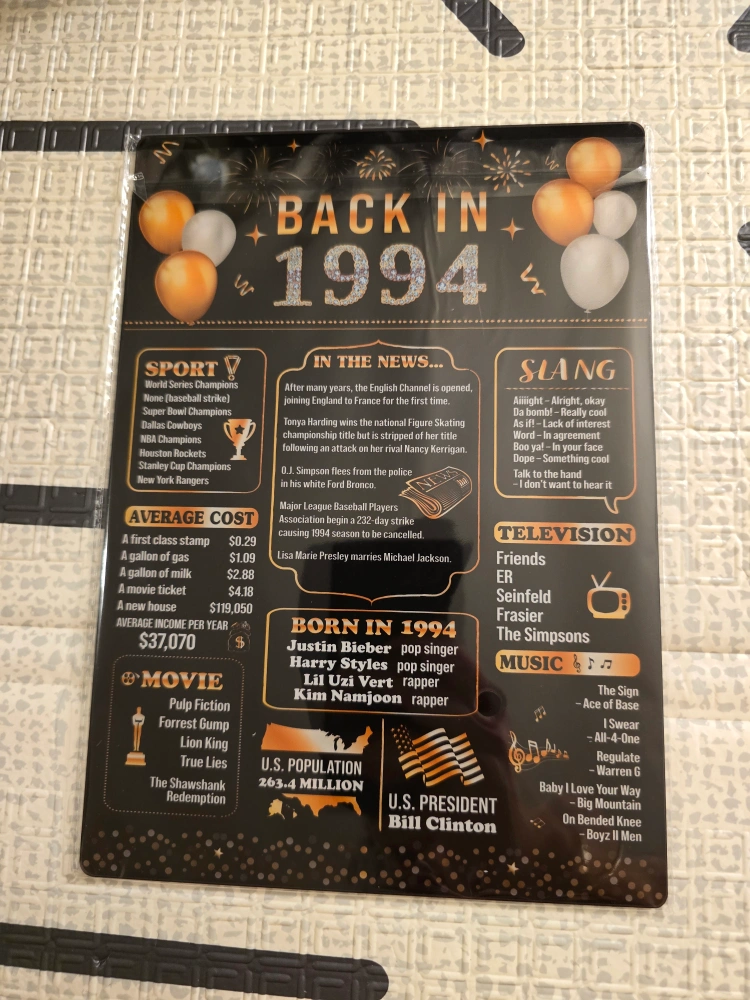 BACK IN
1994
SPORT
World Series Champions
None (baseball strike)
Super Bowl Champions
Dallas Cowboys
NBA Champions
Houston Rockets
Stanley Cup Champions
New York Rangers
AVERAGE COST
A first class stamp $0.29
A gallon of gas $1.09
A gallon of milk $2.88
A movie ticket $4.18
A new house $119,050
AVERAGE INCOME PER YEAR
$37,070
$
MOVIE
Pulp Fiction
Forrest Gump
Lion King
True Lies
The Shawshank
Redemption
IN THE NEWS...
After many years, the English Channel is opened,
joining England to France for the first time.
Tonya Harding wins the national Figure Skating
championship title but is stripped of her title
following an attack on her rival Nancy Kerrigan.
O.J. Simpson flees from the police
in his white Ford Bronco.
NEWS
Major League Baseball Players
Association begin a 232-day strike
causing 1994 season to be cancelled.
Lisa Marie Presley marries Michael Jackson.
BORN IN 1994
Justin Bieber pop singer
Harry Styles pop singer
Lil Uzi Vert rapper
Kim Namjoon rapper
U.S. POPULATION
263.4 MILLION
U.S. PRESIDENT
Bill Clinton
SLANG
Aiiiight – Alright, okay
Da bomb! – Really cool
As if! – Lack of interest
Word – In agreement
Boo ya! – In your face
Dope – Something cool
Talk to the hand
– I don't want to hear it
TELEVISION
Friends
ER
Seinfeld
Frasier
The Simpsons
MUSIC
The Sign
– Ace of Base
I Swear
– All-4-One
Regulate
– Warren G
Baby I Love Your Way
– Big Mountain
On Bended Knee
– Boyz II Men